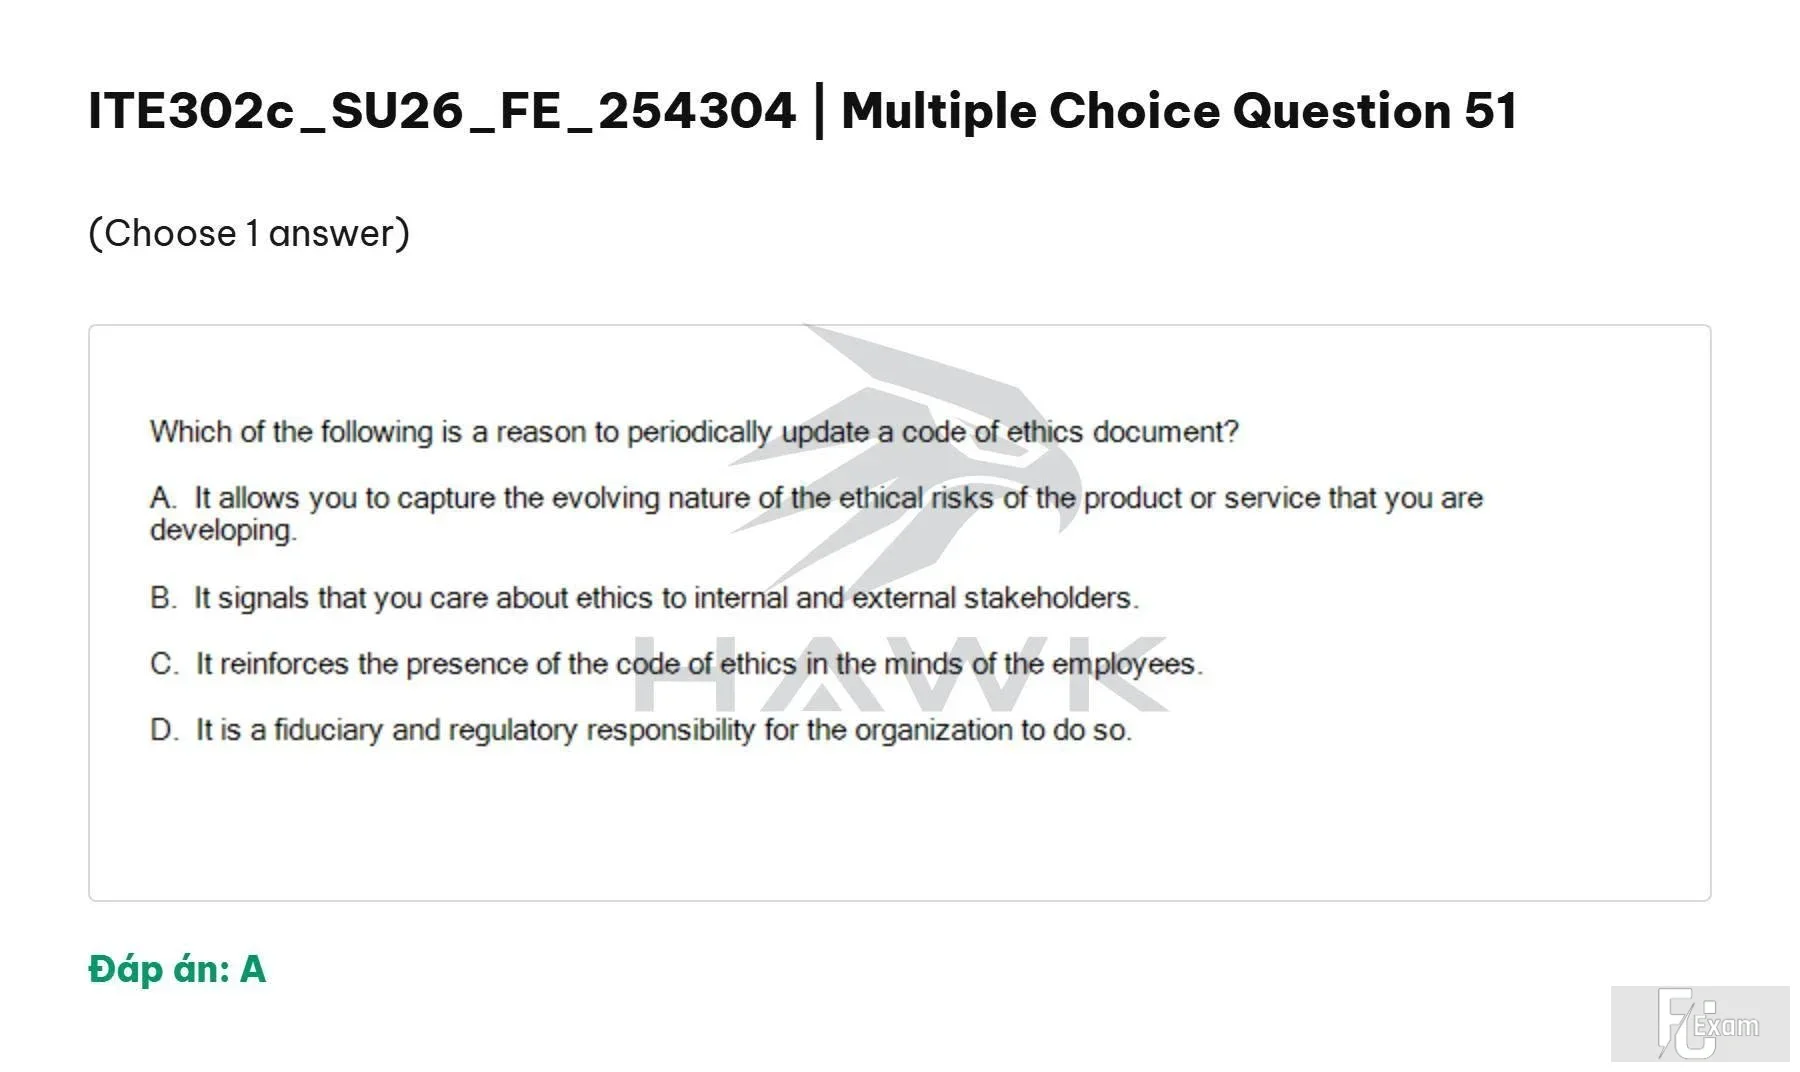 ITE302c_SU26_FE_254304 | Multiple Choice Question 51
(Choose 1 answer)
Which of the following is a reason to periodically update a code of ethics document?
A. It allows you to capture the evolving nature of the ethical risks of the product or service that you are
developing.
B. It signals that you care about ethics to internal and external stakeholders.
C. It reinforces the presence of the code of ethics in the minds of the employees.
HAWK
D. It is a fiduciary and regulatory responsibility for the organization to do so.
Đáp án: A
FU Exam